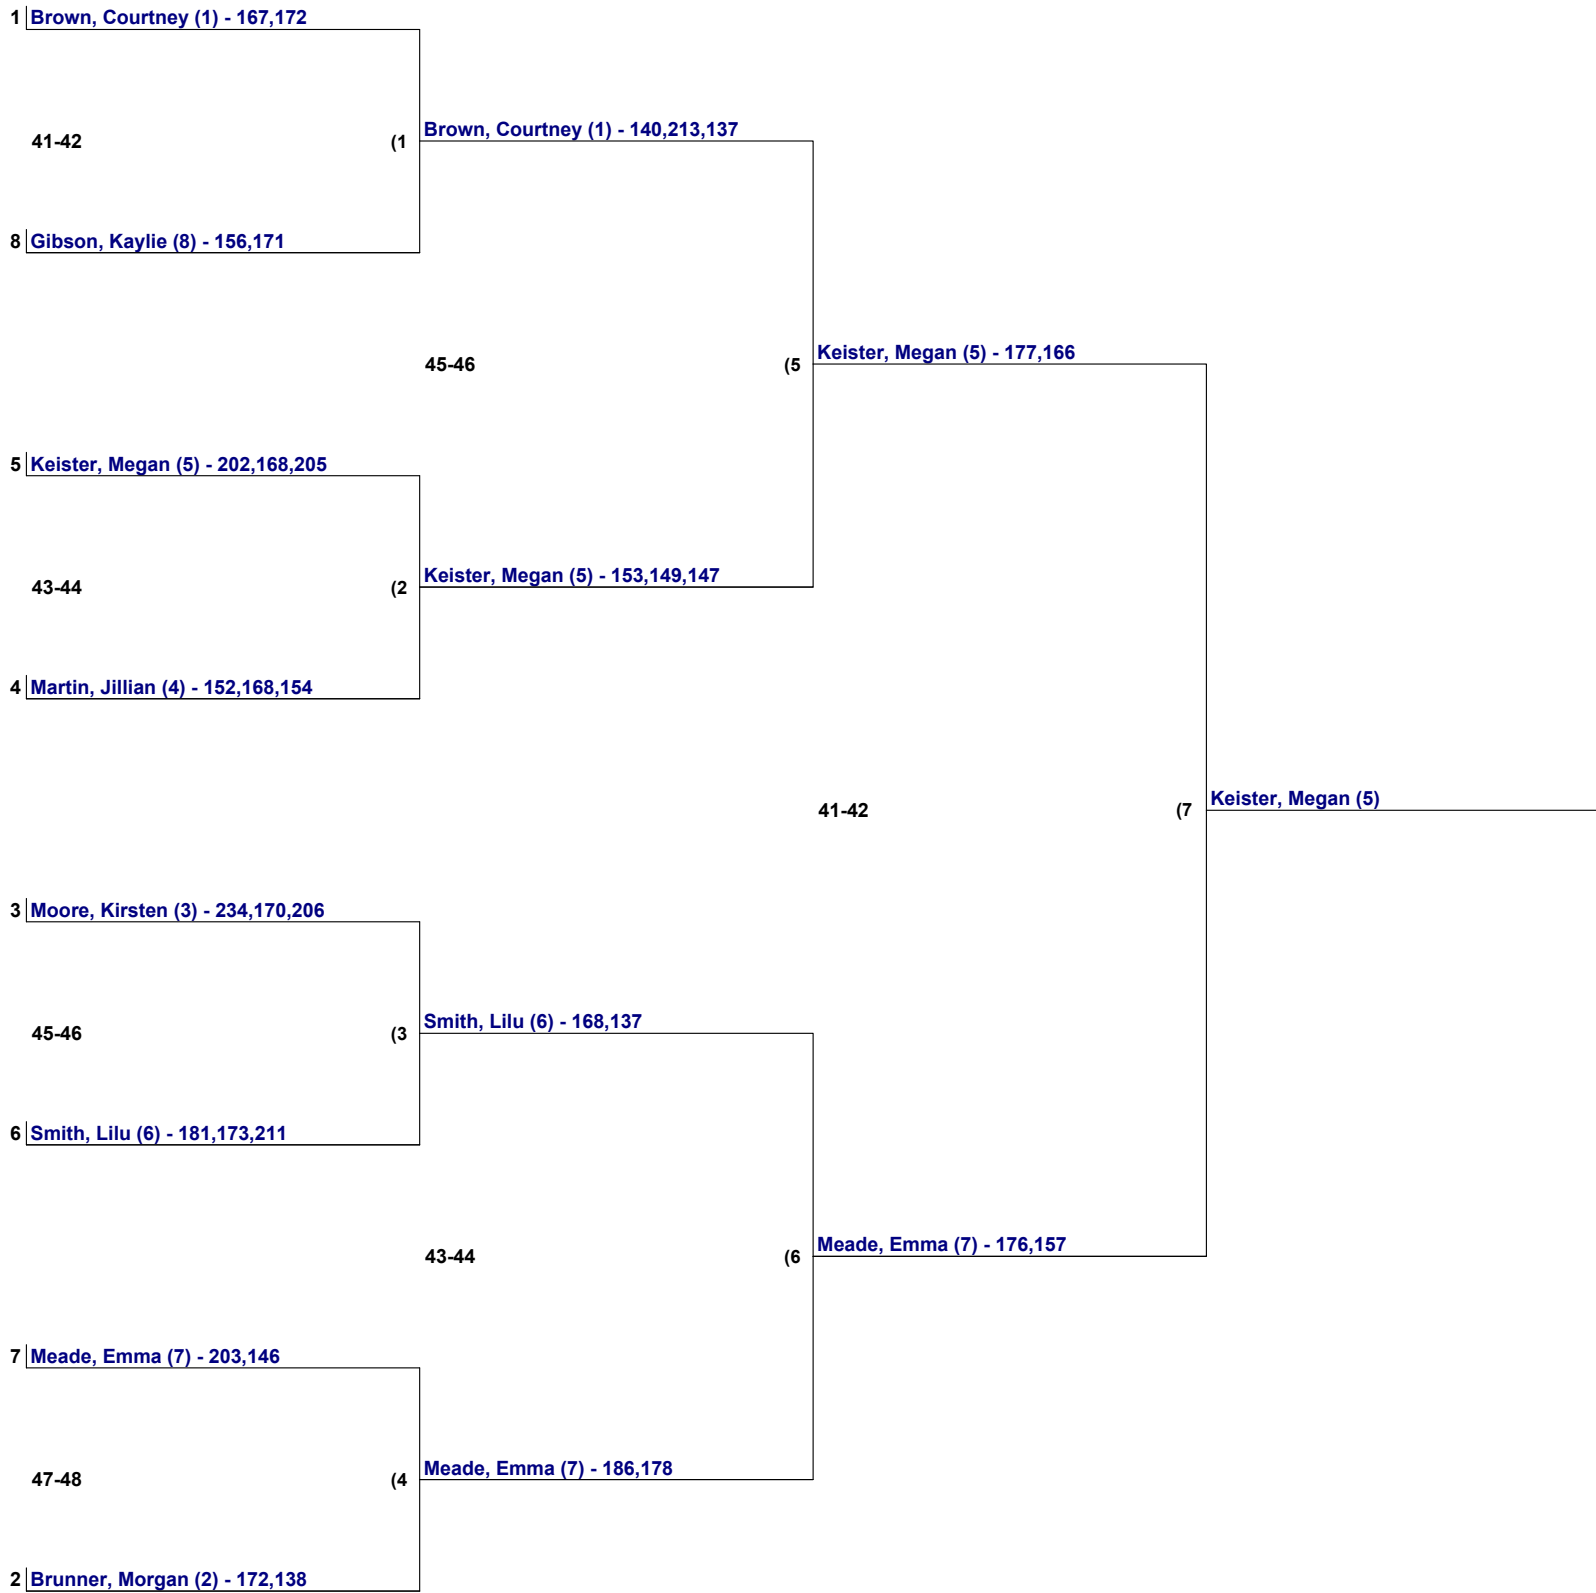 1 Brown, Courtney (1) - 167,172
41-42 (1
Brown, Courtney (1) - 140,213,137
8 Gibson, Kaylie (8) - 156,171
45-46 (5
Keister, Megan (5) - 177,166
5 Keister, Megan (5) - 202,168,205
43-44 (2
Keister, Megan (5) - 153,149,147
4 Martin, Jillian (4) - 152,168,154
41-42 (7
Keister, Megan (5)
3 Moore, Kirsten (3) - 234,170,206
45-46 (3
Smith, Lilu (6) - 168,137
6 Smith, Lilu (6) - 181,173,211
43-44 (6
Meade, Emma (7) - 176,157
7 Meade, Emma (7) - 203,146
47-48 (4
Meade, Emma (7) - 186,178
2 Brunner, Morgan (2) - 172,138